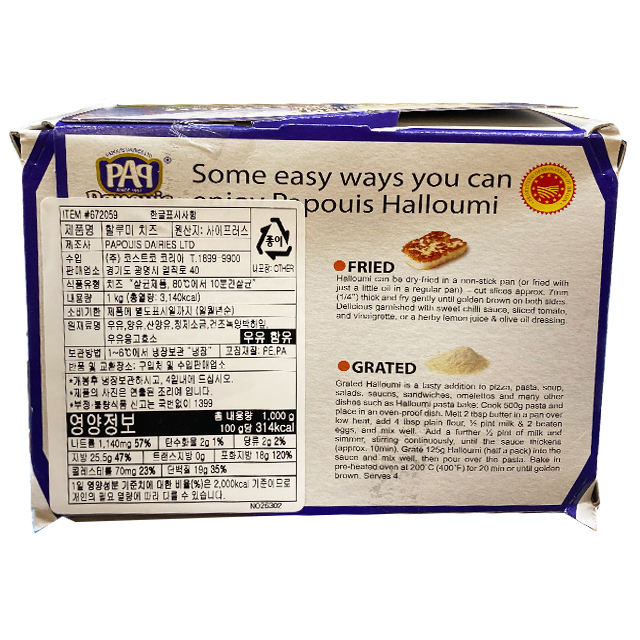 PAPOUIS DAIRIES LTD
PAP®
SINCE 1967
Papouis
Some easy ways you can
enjoy Papouis Halloumi
ITEM #672059 한글표시사항
제품명 할루미 치즈 원산지: 사이프러스
제조사 PAPOUIS DAIRIES LTD
수입 (주) 코스트코 코리아 T.1899-9900
판매업소 경기도 광명시 일직로 40
종이
내포장: OTHER
식품유형 치즈 "살균제품, 80℃에서 10분간살균"
내용량 1 kg (총열량: 3,140kcal)
소비기한 제품에 별도표시일까지 (일월년순)
원재료명 우유,양유,산양유,정제소금,건조녹잎박하잎,
우유응고효소 우유 함유
보관방법 1~6℃에서 냉장보관 "냉장" 포장재질: PE,PA
반품 및 교환장소: 구입처 및 수입판매업소
*개봉후 냉장보관하시고, 4일내에 드십시오.
*제품의 사진은 연출된 조리예 입니다.
*부정·불량식품 신고는 국번없이 1399
영양정보 총 내용량 1,000 g
100 g당 314kcal
나트륨 1,140mg 57% 탄수화물 2g 1% 당류 2g 2%
지방 25.5g 47% 트랜스지방 0g 포화지방 18g 120%
콜레스테롤 70mg 23% 단백질 19g 35%
1일 영양성분 기준치에 대한 비율(%)은 2,000kcal 기준이므로
개인의 필요 열량에 따라 다를 수 있습니다.
NO26302
FRIED
Halloumi can be dry-fried in a non-stick pan (or fried with
just a little oil in a regular pan) – cut slices approx. 7mm
(1/4") thick and fry gently until golden brown on both sides.
Delicious garnished with sweet chilli sauce, sliced tomato,
and vinaigrette, or a herby lemon juice & olive oil dressing.
GRATED
Grated Halloumi is a tasty addition to pizza, pasta, soup,
salads, sauces, sandwiches, omelettes and many other
dishes such as Halloumi pasta bake: Cook 500g pasta and
place in an oven-proof dish. Melt 2 tbsp butter in a pan over
low heat, add 4 tbsp plain flour, ½ pint milk & 2 beaten
eggs, and mix well. Add a further ½ pint of milk and
simmer, stirring continuously, until the sauce thickens
(approx. 10min). Grate 125g Halloumi (half a pack) into the
sauce and mix well, then pour over the pasta. Bake in
pre-heated oven at 200˚C (400˚F) for 20 min or until golden
brown. Serves 4.